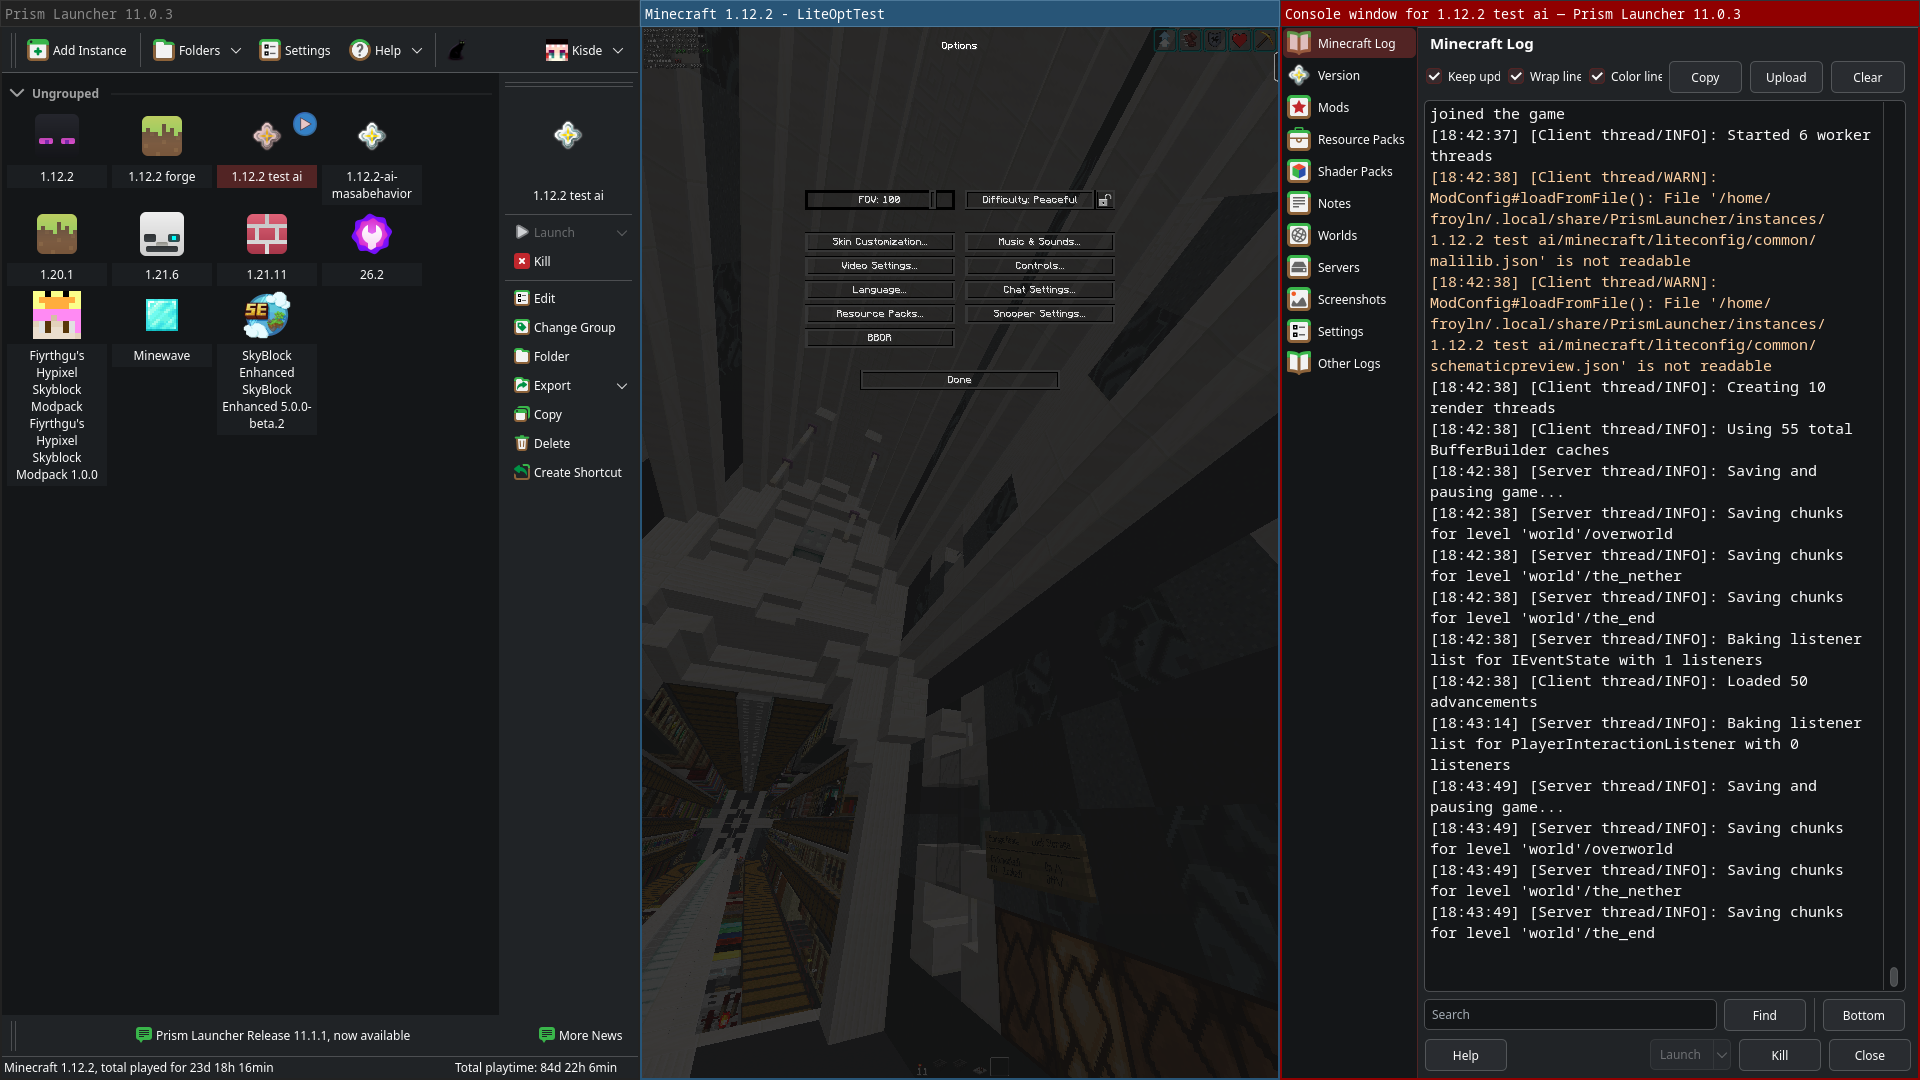 Prism Launcher 11.0.3
Add Instance
Folders
Settings
Help
Kisde
Ungrouped
1.12.2
1.12.2 forge
1.12.2 test ai
1.12.2-ai-
masabehavior
1.20.1
1.21.6
1.21.11
26.2
Fiyrthgu's
Hypixel
Skyblock
Modpack
Fiyrthgu's
Hypixel
Skyblock
Modpack 1.0.0
Minewave
SkyBlock
Enhanced
SkyBlock
Enhanced 5.0.0-
beta.2
1.12.2 test ai
Launch
Kill
Edit
Change Group
Folder
Export
Copy
Delete
Create Shortcut
Prism Launcher Release 11.1.1, now available
More News
Minecraft 1.12.2, total played for 23d 18h 16min
Total playtime: 84d 22h 6min
Minecraft 1.12.2 - LiteOptTest
Options
FOV: 100
Difficulty: Peaceful
Skin Customization...
Music & Sounds...
Video Settings...
Controls...
Language...
Chat Settings...
Resource Packs...
Snooper Settings...
BBOR
Done
Console window for 1.12.2 test ai — Prism Launcher 11.0.3
Minecraft Log
Version
Mods
Resource Packs
Shader Packs
Notes
Worlds
Servers
Screenshots
Settings
Other Logs
Minecraft Log
Keep upd
Wrap line
Color line
Copy
Upload
Clear
joined the game
[18:42:37] [Client thread/INFO]: Started 6 worker
threads
[18:42:38] [Client thread/WARN]:
ModConfig#loadFromFile(): File '/home/
froyln/.local/share/PrismLauncher/instances/
1.12.2 test ai/minecraft/liteconfig/common/
malilib.json' is not readable
[18:42:38] [Client thread/WARN]:
ModConfig#loadFromFile(): File '/home/
froyln/.local/share/PrismLauncher/instances/
1.12.2 test ai/minecraft/liteconfig/common/
schematicpreview.json' is not readable
[18:42:38] [Client thread/INFO]: Creating 10
render threads
[18:42:38] [Client thread/INFO]: Using 55 total
BufferBuilder caches
[18:42:38] [Server thread/INFO]: Saving and
pausing game...
[18:42:38] [Server thread/INFO]: Saving chunks
for level 'world'/overworld
[18:42:38] [Server thread/INFO]: Saving chunks
for level 'world'/the_nether
[18:42:38] [Server thread/INFO]: Saving chunks
for level 'world'/the_end
[18:42:38] [Server thread/INFO]: Baking listener
list for IEventState with 1 listeners
[18:42:38] [Client thread/INFO]: Loaded 50
advancements
[18:43:14] [Server thread/INFO]: Baking listener
list for PlayerInteractionListener with 0
listeners
[18:43:49] [Server thread/INFO]: Saving and
pausing game...
[18:43:49] [Server thread/INFO]: Saving chunks
for level 'world'/overworld
[18:43:49] [Server thread/INFO]: Saving chunks
for level 'world'/the_nether
[18:43:49] [Server thread/INFO]: Saving chunks
for level 'world'/the_end
Search
Find
Bottom
Help
Launch
Kill
Close